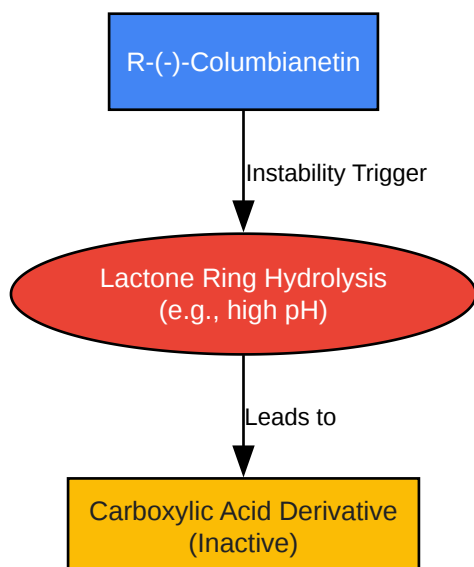 R-(-)-Columbianetin
Instability Trigger
Lactone Ring Hydrolysis
(e.g., high pH)
Leads to
Carboxylic Acid Derivative
(Inactive)